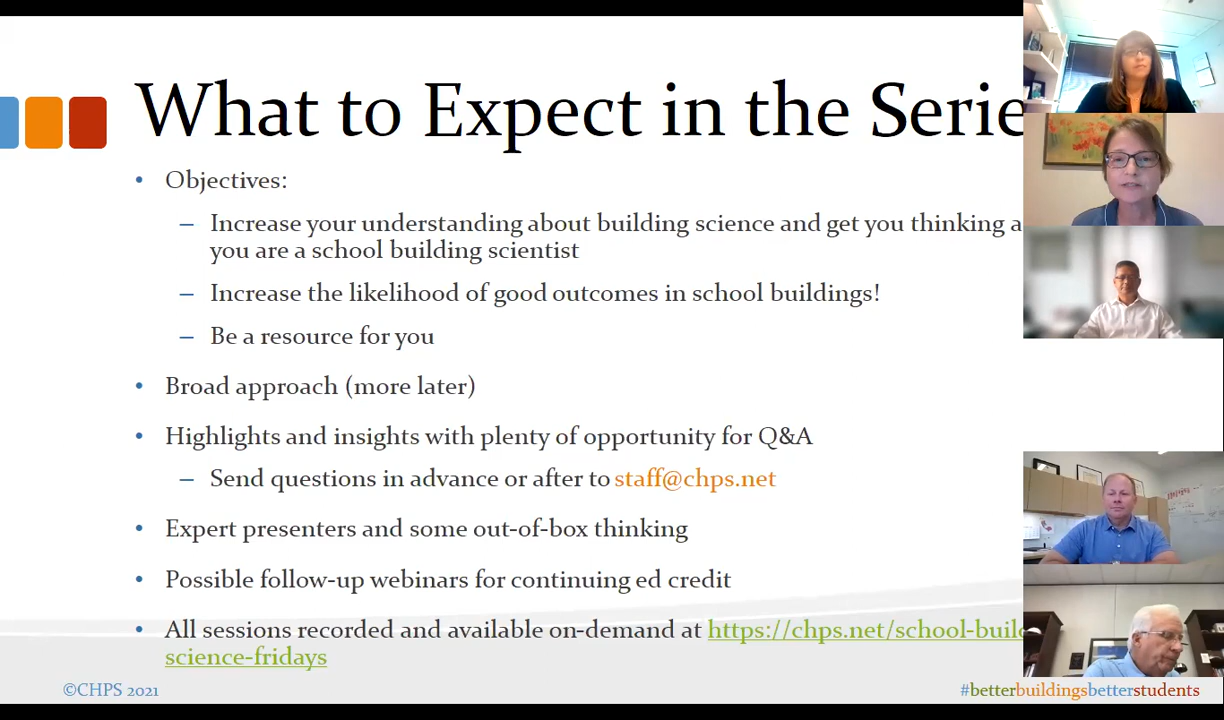 What to Expect in the Serie
• Objectives:
– Increase your understanding about building science and get you thinking a
you are a school building scientist
– Increase the likelihood of good outcomes in school buildings!
– Be a resource for you
• Broad approach (more later)
• Highlights and insights with plenty of opportunity for Q&A
– Send questions in advance or after to staff@chps.net
• Expert presenters and some out-of-box thinking
• Possible follow-up webinars for continuing ed credit
• All sessions recorded and available on-demand at https://chps.net/school-build
science-fridays
©CHPS 2021
#betterbuildingsbetterstudents